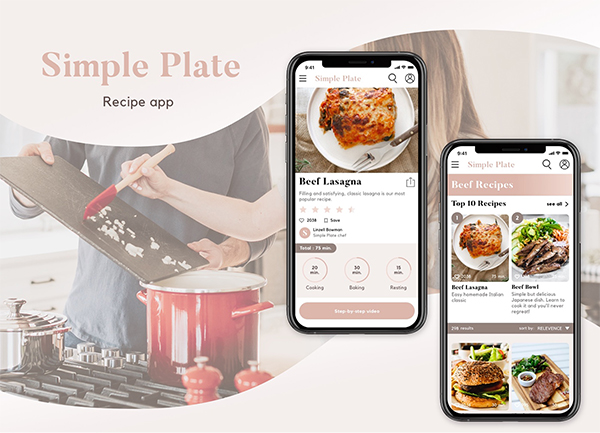 Simple Plate
Recipe app
9:41
Simple Plate
Beef Lasagna
Filling and satisfying, classic lasagna is our most
popular recipe.
2038 Save
S
Linzell Bowman
Simple Plate chef
Total : 75 min.
20
min.
30
min.
15
min.
Cooking Baking Resting
Step-by-step video
9:41
Simple Plate
Beef Recipes
Top 10 Recipes see all
1
2
2038 75 min.
Beef Lasagna
Easy homemade Italian
classic
Beef Bowl
Simple but delicious
Japanese dish. Learn to
cook it and you'll never
regret!
298 results sort by: RELEVENCE